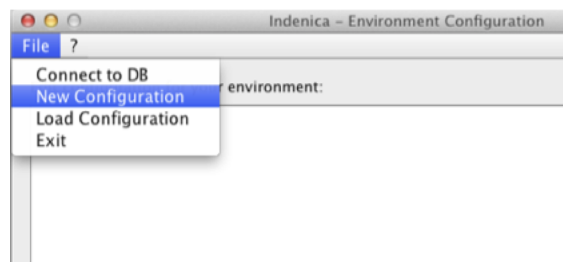 Indenica - Environment Configuration
File ?
Connect to DB
New Configuration
environment:
Load Configuration
Exit